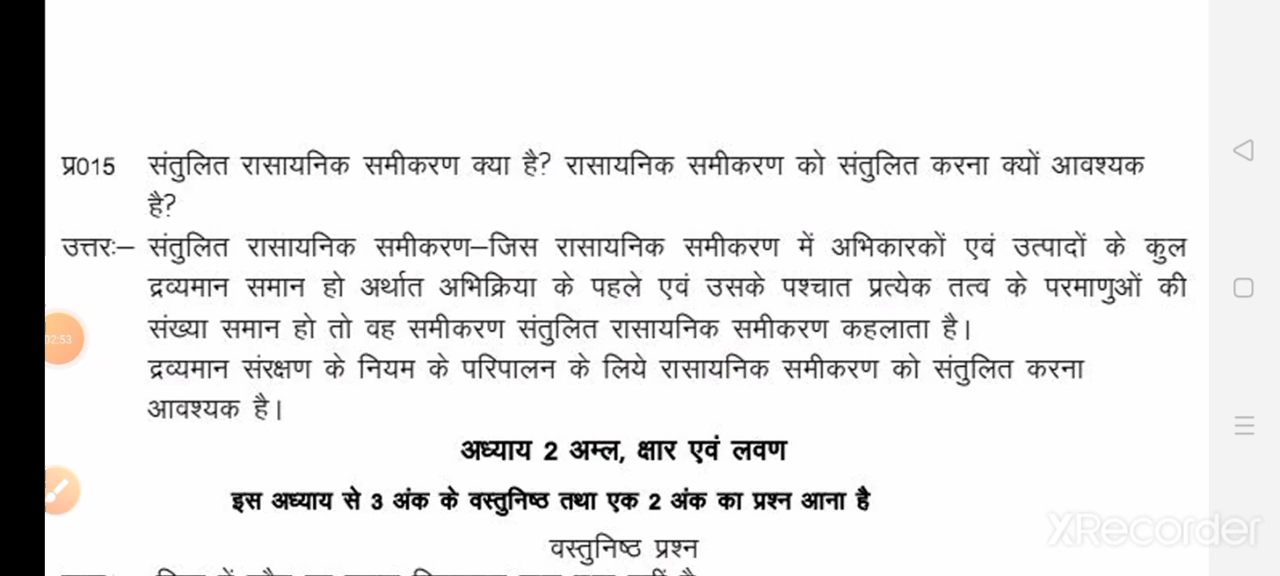 प्र015 संतुलित रासायनिक समीकरण क्या है? रासायनिक समीकरण को संतुलित करना क्यों आवश्यक
है?
उत्तरः– संतुलित रासायनिक समीकरण–जिस रासायनिक समीकरण में अभिकारकों एवं उत्पादों के कुल
द्रव्यमान समान हो अर्थात अभिक्रिया के पहले एवं उसके पश्चात प्रत्येक तत्व के परमाणुओं की
संख्या समान हो तो वह समीकरण संतुलित रासायनिक समीकरण कहलाता है।
02:53
द्रव्यमान संरक्षण के नियम के परिपालन के लिये रासायनिक समीकरण को संतुलित करना
आवश्यक है।
अध्याय 2 अम्ल, क्षार एवं लवण
इस अध्याय से 3 अंक के वस्तुनिष्ठ तथा एक 2 अंक का प्रश्न आना है
XRecorder
वस्तुनिष्ठ प्रश्न